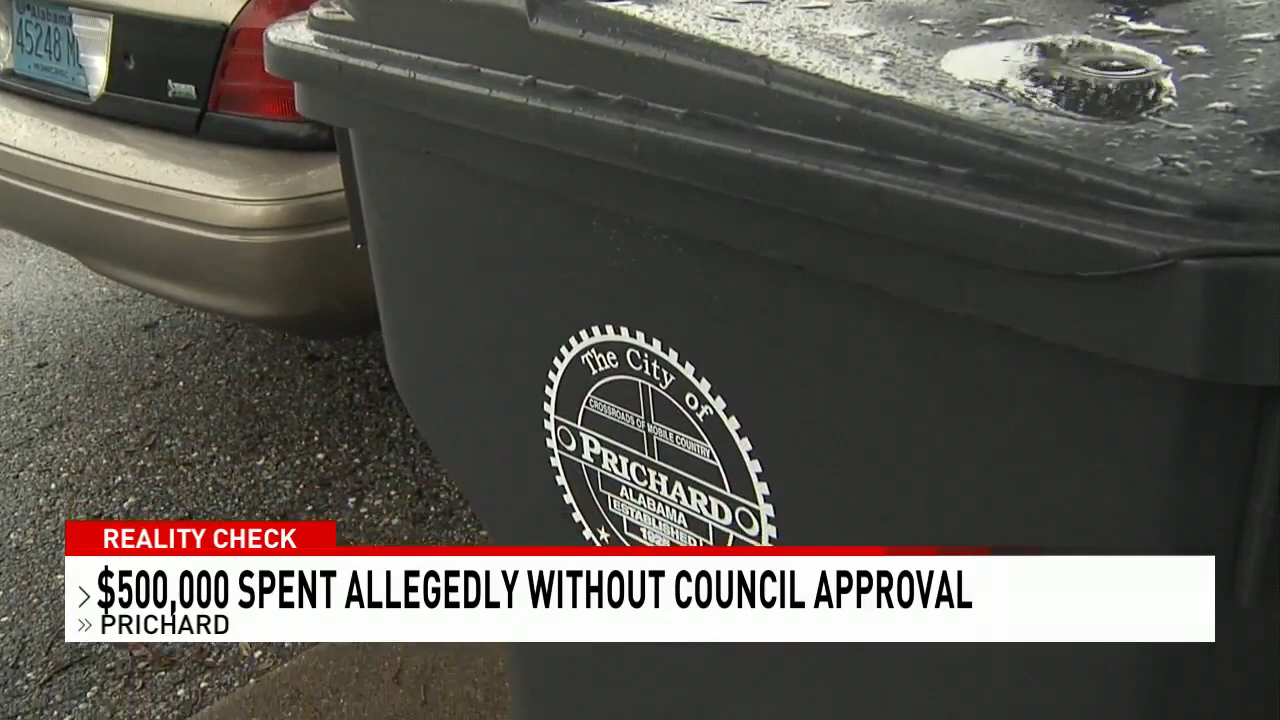 Alabama
45248 M
The City of
CROSSROADS OF MOBILE COUNTRY
PRICHARD
ALABAMA
ESTABLISHED
REALITY CHECK
$500,000 SPENT ALLEGEDLY WITHOUT COUNCIL APPROVAL
PRICHARD